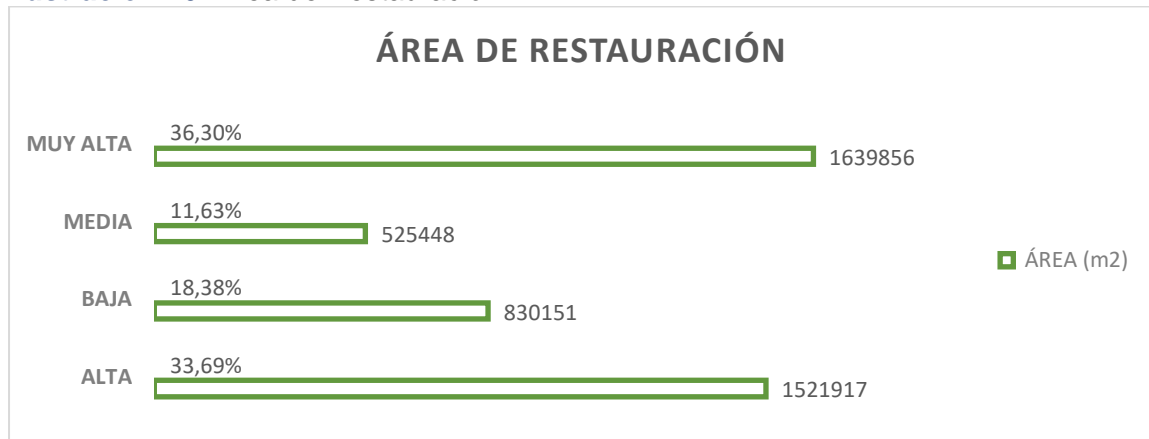 ÁREA DE RESTAURACIÓN
MUY ALTA
36,30%
1639856
MEDIA
11,63%
525448
BAJA
18,38%
830151
ALTA
33,69%
1521917
ÁREA (m2)